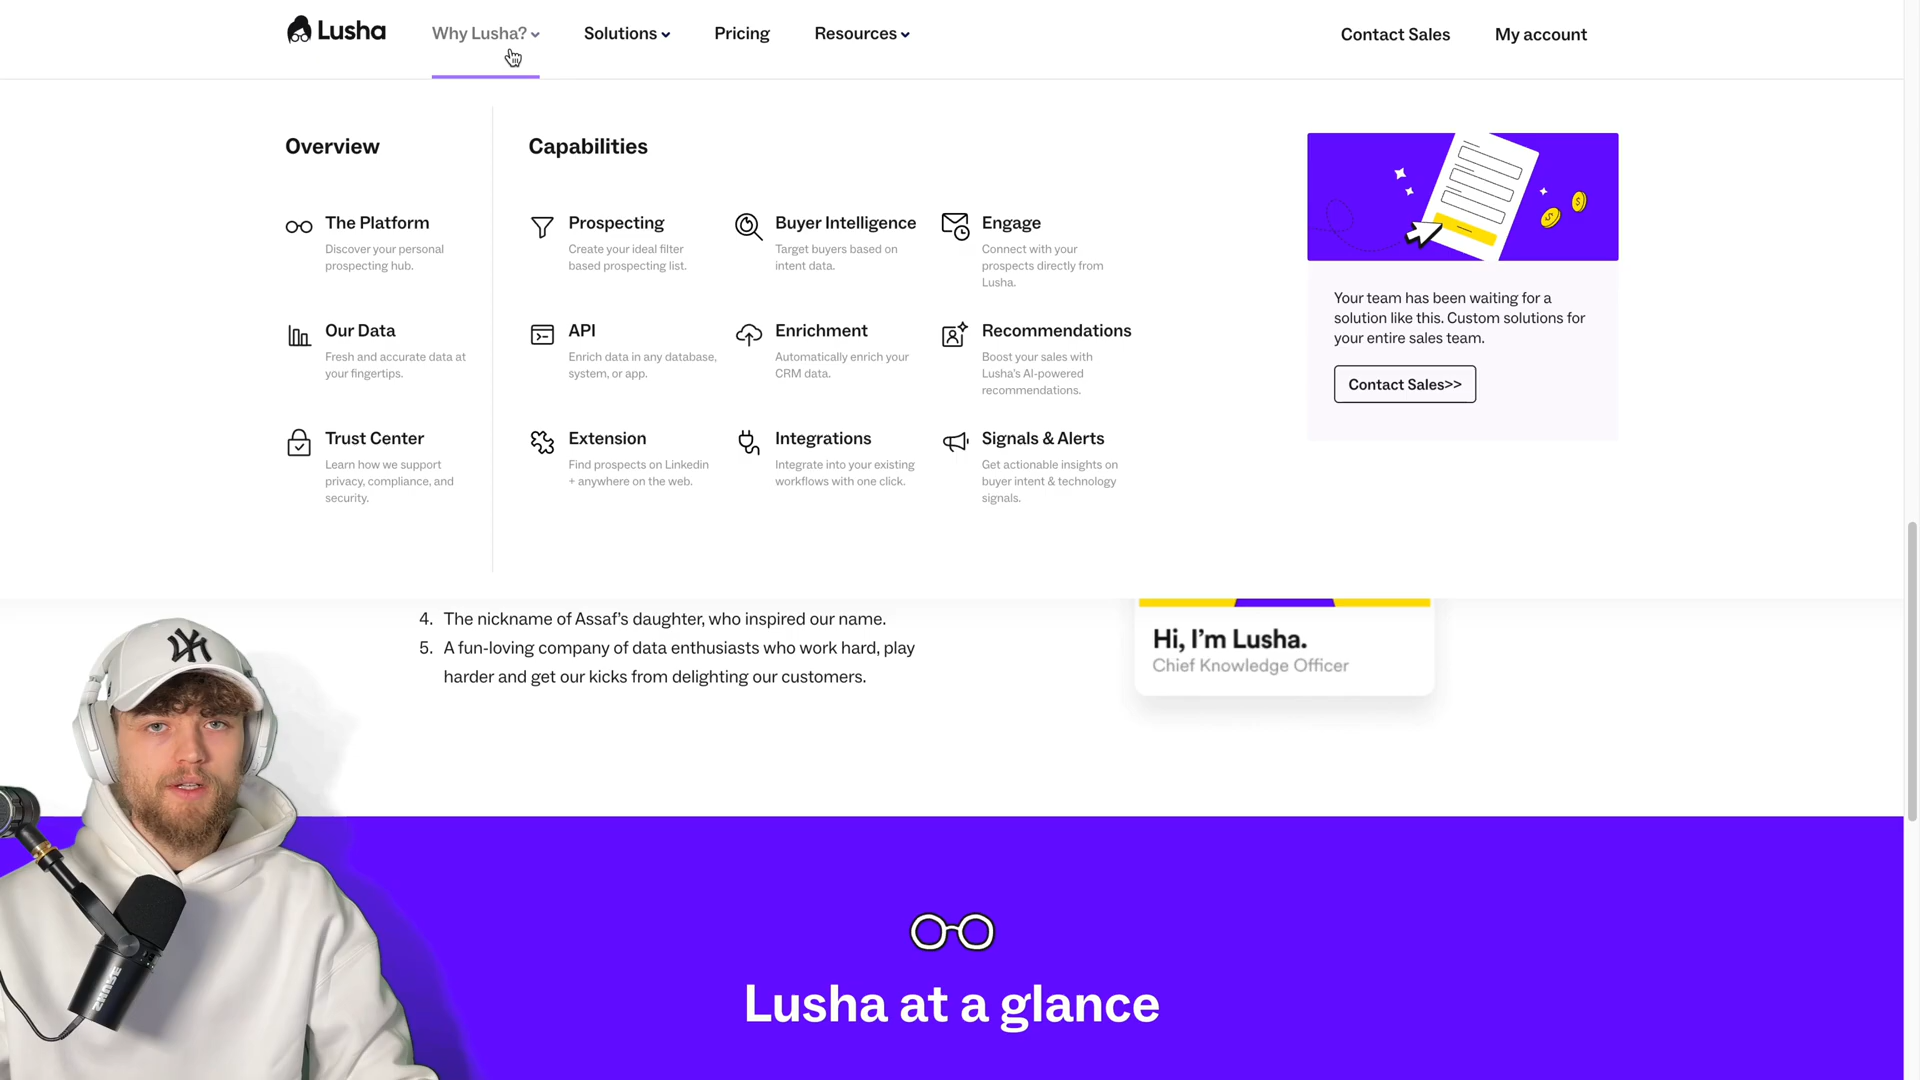 Lusha
Why Lusha?
Solutions
Pricing
Resources
Contact Sales
My account
Overview
The Platform
Discover your personal
prospecting hub.
Our Data
Fresh and accurate data at
your fingertips.
Trust Center
Learn how we support
privacy, compliance, and
security.
Capabilities
Prospecting
Create your ideal filter
based prospecting list.
Buyer Intelligence
Target buyers based on
intent data.
Engage
Connect with your
prospects directly from
Lusha.
API
Enrich data in any database,
system, or app.
Enrichment
Automatically enrich your
CRM data.
Recommendations
Boost your sales with
Lusha's AI-powered
recommendations.
Extension
Find prospects on Linkedin
+ anywhere on the web.
Integrations
Integrate into your existing
workflows with one click.
Signals & Alerts
Get actionable insights on
buyer intent & technology
signals.
Your team has been waiting for a
solution like this. Custom solutions for
your entire sales team.
Contact Sales>>
4. The nickname of Assaf's daughter, who inspired our name.
5. A fun-loving company of data enthusiasts who work hard, play
harder and get our kicks from delighting our customers.
Hi, I'm Lusha.
Chief Knowledge Officer
NY
SHURE
Lusha at a glance